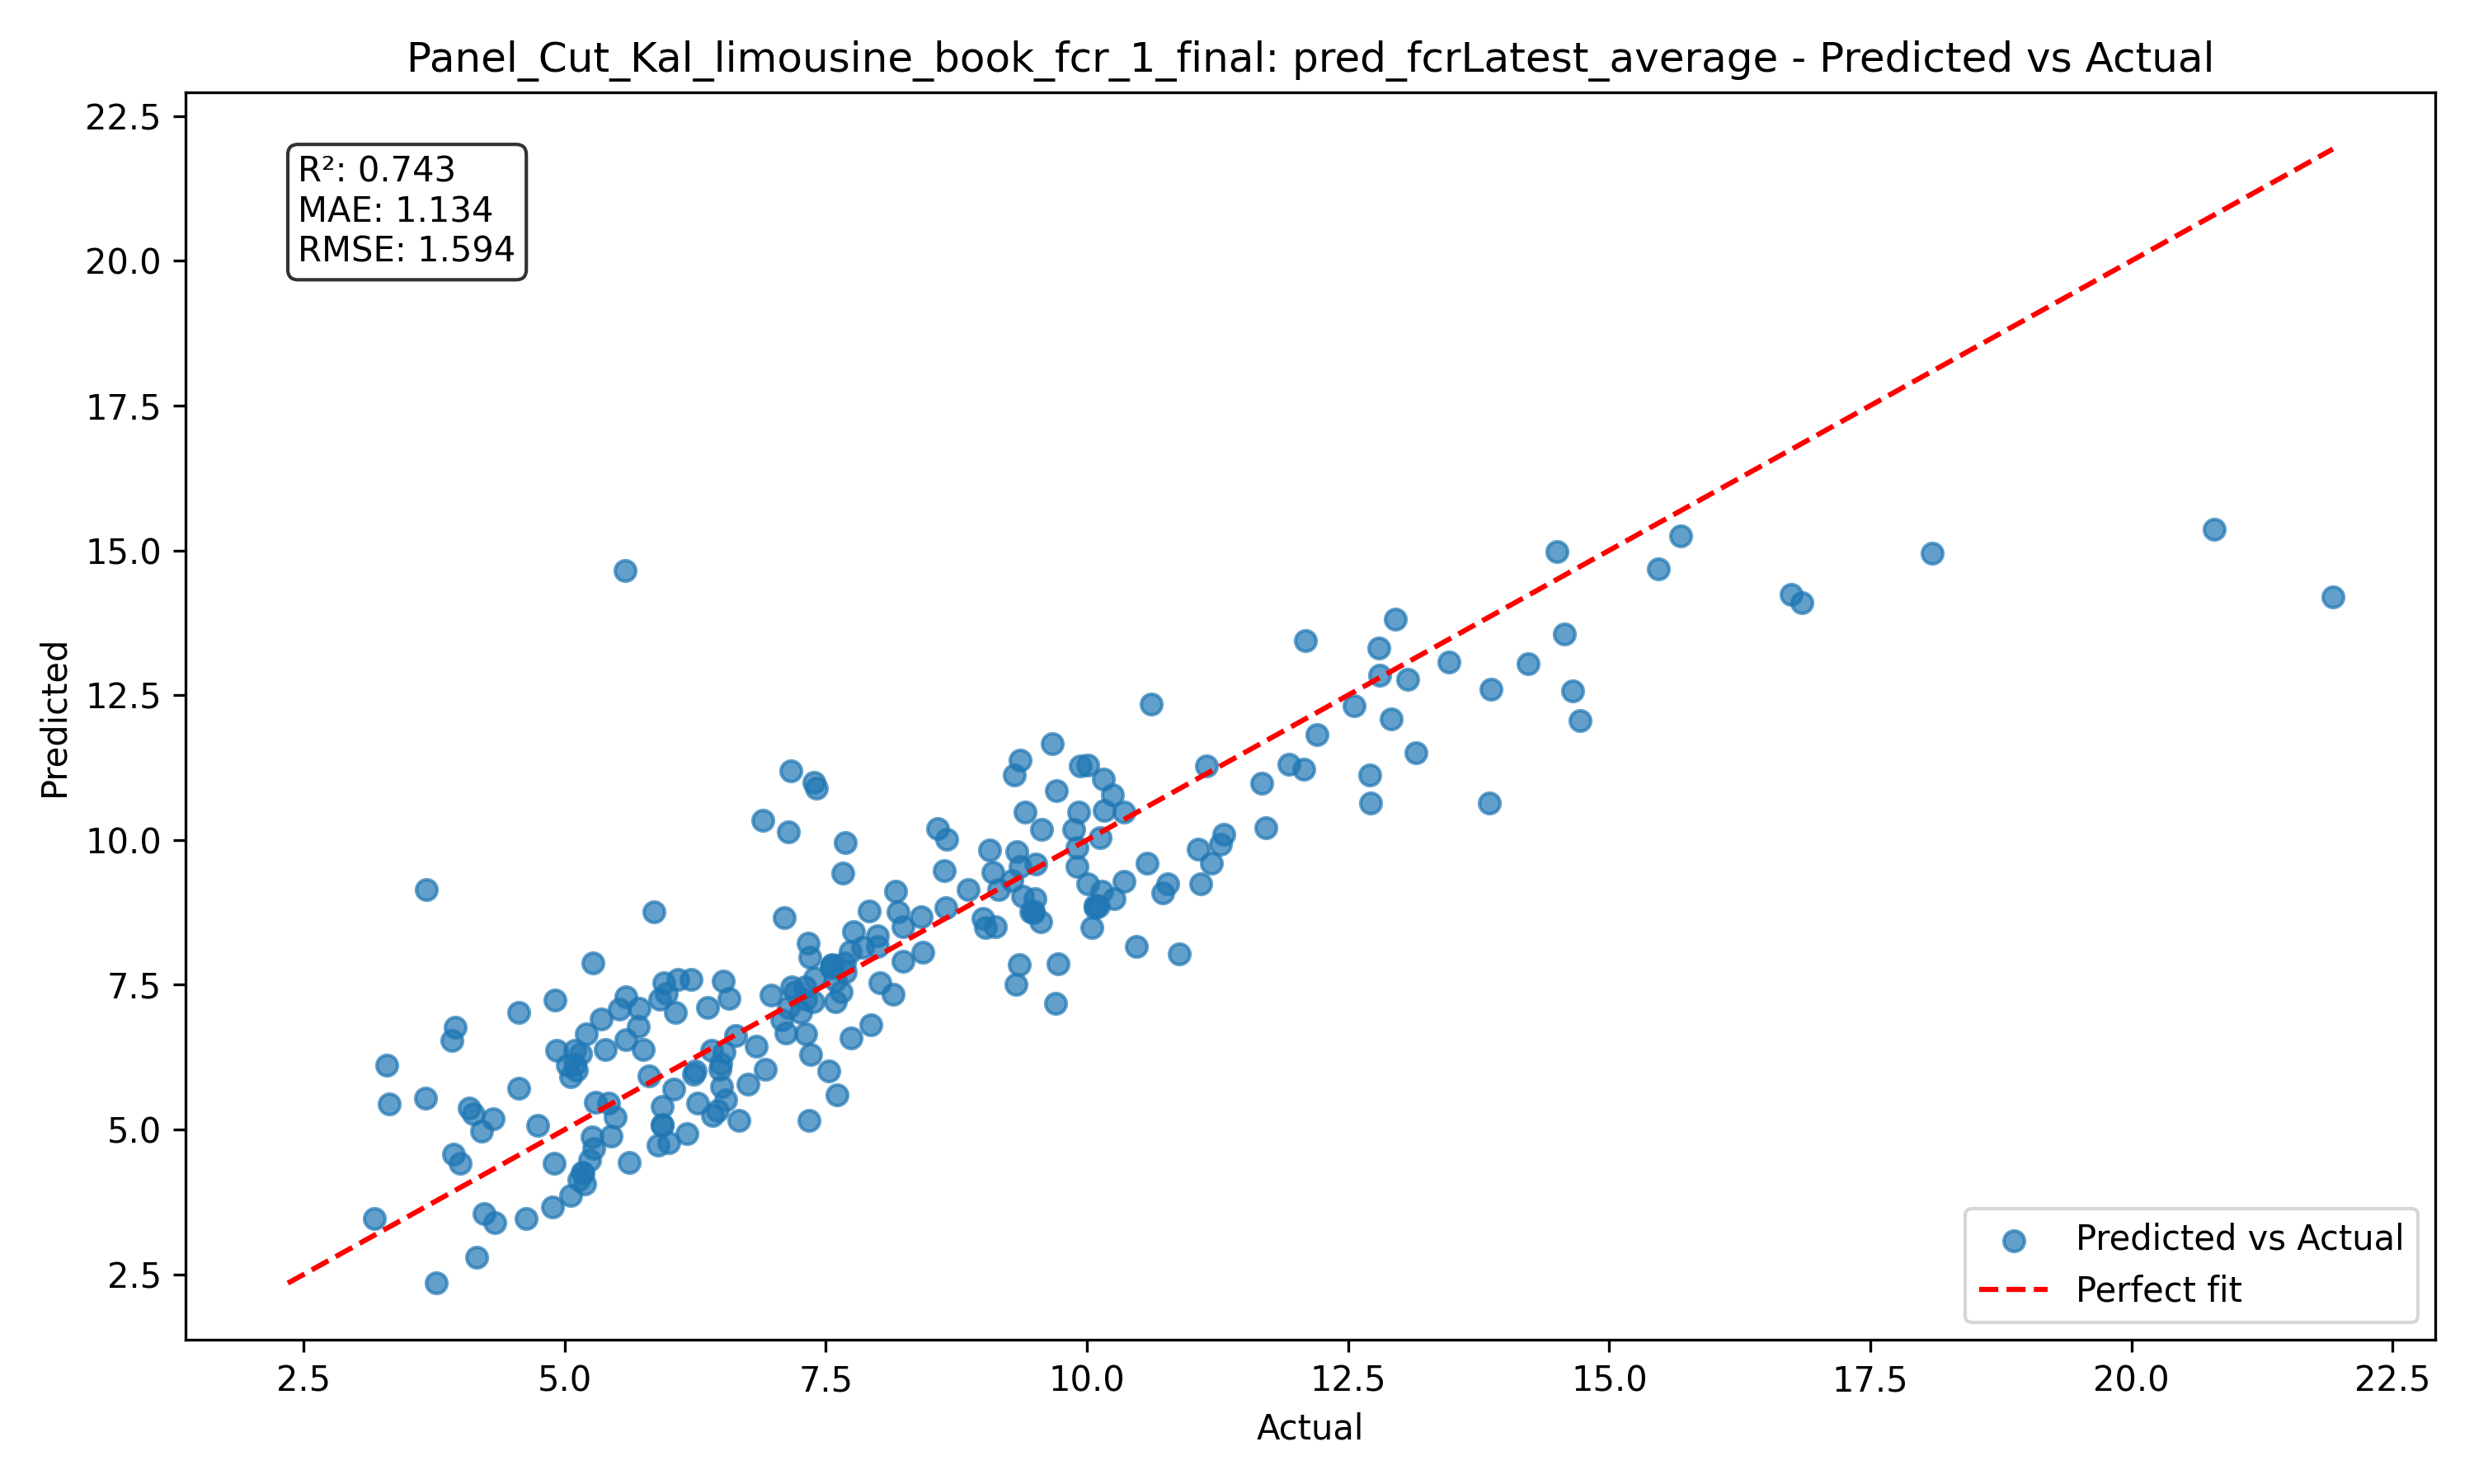 Panel_Cut_Kal_limousine_book_fcr_1_final: pred_fcrLatest_average - Predicted vs Actual
R²: 0.743
MAE: 1.134
RMSE: 1.594
22.5
20.0
17.5
15.0
12.5
10.0
7.5
5.0
2.5
Predicted
Predicted vs Actual
Perfect fit
2.5 5.0 7.5 10.0 12.5 15.0 17.5 20.0 22.5
Actual